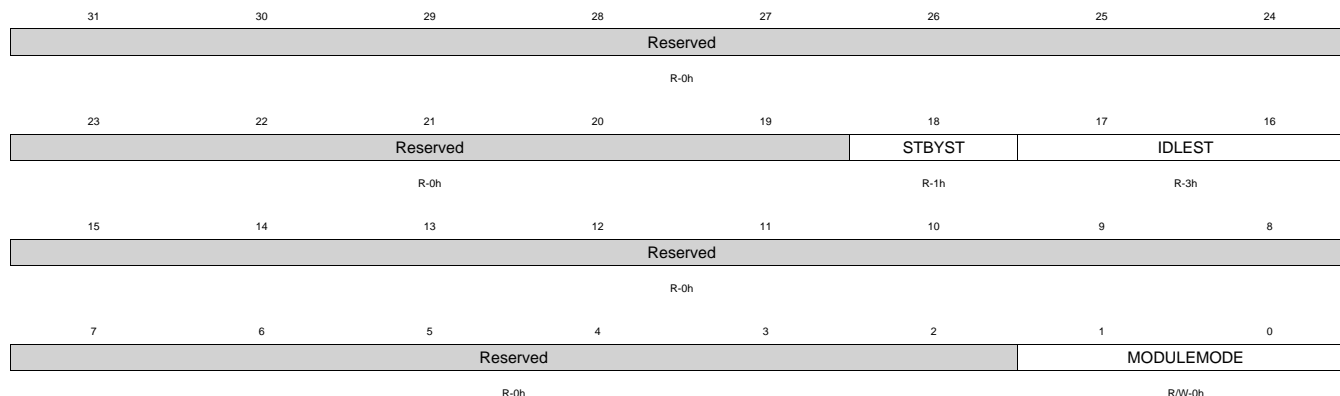 31 30 29 28 27 26 25 24
Reserved
R-0h
23 22 21 20 19 18 17 16
Reserved STBYST IDLEST
R-0h R-1h R-3h
15 14 13 12 11 10 9 8
Reserved
R-0h
7 6 5 4 3 2 1 0
Reserved MODULEMODE
R-0h R/W-0h